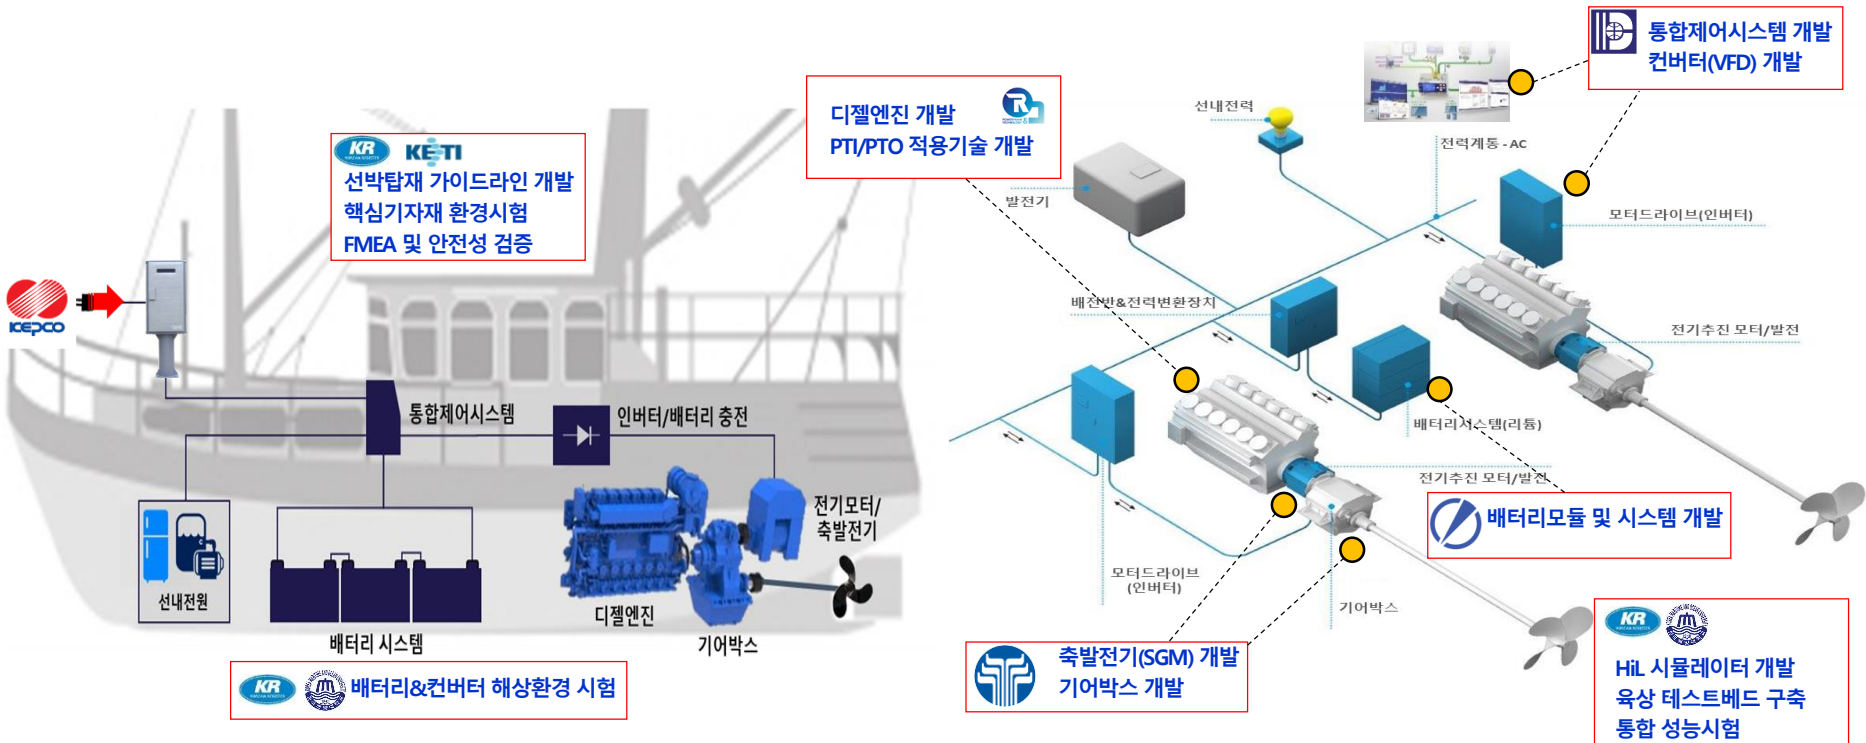 KR
KOREAN REGISTER
KETI
선박탑재 가이드라인 개발
핵심기자재 환경시험
FMEA 및 안전성 검증
KEPCO
통합제어시스템
인버터/배터리 충전
선내전원
배터리 시스템
디젤엔진
전기모터/
축발전기
기어박스
KR
KOREAN REGISTER
배터리&컨버터 해상환경 시험
디젤엔진 개발
PTI/PTO 적용기술 개발
통합제어시스템 개발
컨버터(VFD) 개발
선내전력
전력계통 - AC
발전기
모터드라이브(인버터)
배전반&전력변환장치
전기추진 모터/발전
배터리시스템(리튬)
전기추진 모터/발전
배터리모듈 및 시스템 개발
모터드라이브
(인버터)
기어박스
축발전기(SGM) 개발
기어박스 개발
KR
KOREAN REGISTER
HiL 시뮬레이터 개발
육상 테스트베드 구축
통합 성능시험